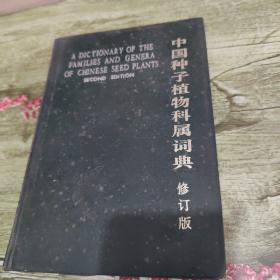 A DICTIONARY OF THE
FAMILIES AND GENERA
OF CHINESE SEED PLANTS
SECOND EDITION
中国种子植物科属词典 修订版